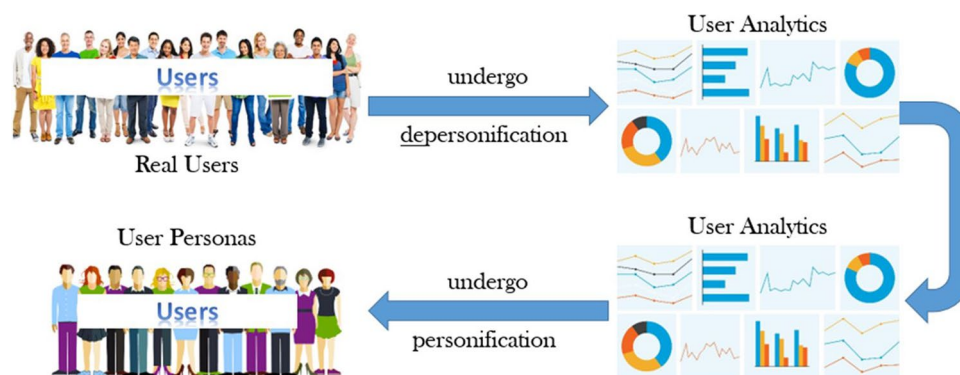 User Analytics
Users
undergo
depersonification
Real Users
User Analytics
User Personas
Users
undergo
personification